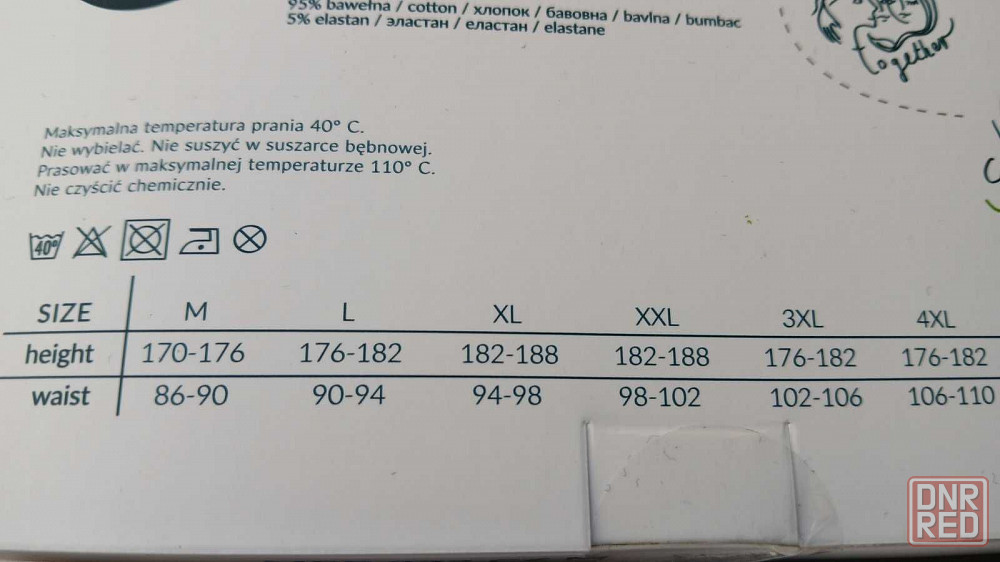 95% bawełna / cotton / хлопок / бавовна / bavlna / bumbac
5% elastan / эластан / еластан / elastane
together
Maksymalna temperatura prania 40° C.
Nie wybielać. Nie suszyć w suszarce bębnowej.
Prasować w maksymalnej temperaturze 110° C.
Nie czyścić chemicznie.
40°
SIZE M L XL XXL 3XL 4XL
height 170-176 176-182 182-188 182-188 176-182 176-182
waist 86-90 90-94 94-98 98-102 102-106 106-110
DNR
RED